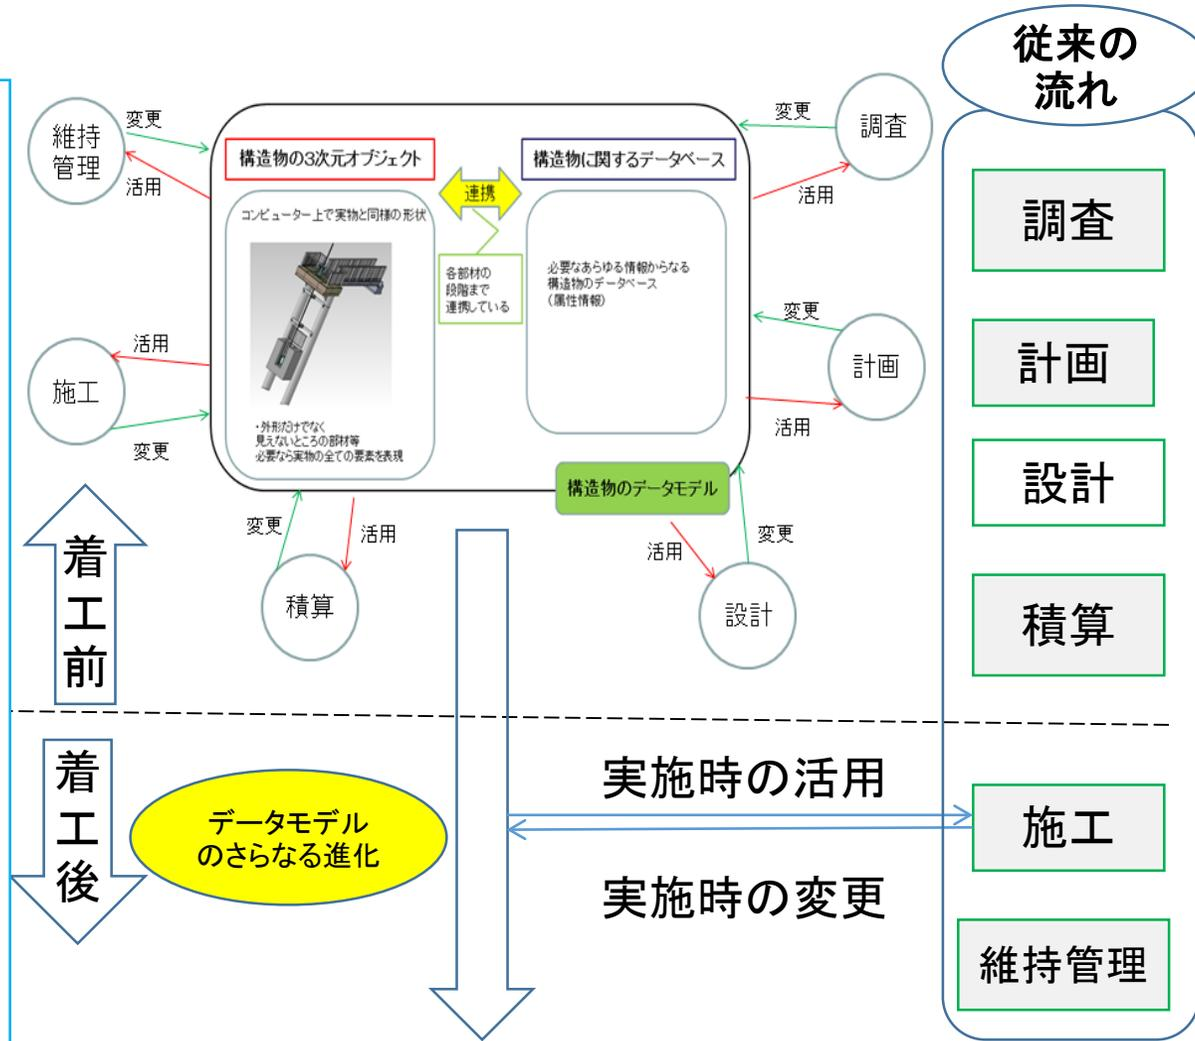 従来の
流れ
維持
管理
変更
活用
構造物の3次元オブジェクト
連携
構造物に関するデータベース
変更
調査
活用
コンピューター上で実物と同様の形状
各部材の
段階まで
連携している
必要なあらゆる情報からなる
構造物のデータベース
（属性情報）
・外形だけでなく
見えないところの部材等
必要なら実物の全ての要素を表現
施工
活用
変更
変更
計画
活用
構造物のデータモデル
変更
活用
積算
活用
変更
設計
調査
計画
設計
積算
着工前
着工後
データモデル
のさらなる進化
実施時の活用
実施時の変更
施工
維持管理